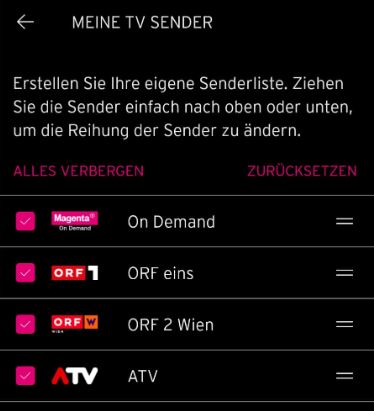 ← MEINE TV SENDER
Erstellen Sie Ihre eigene Senderliste. Ziehen
Sie die Sender einfach nach oben oder unten,
um die Reihung der Sender zu ändern.
ALLES VERBERGEN ZURÜCKSETZEN
Magenta On Demand On Demand
ORF 1 ORF eins
ORF W WIEN ORF 2 Wien
ATV ATV